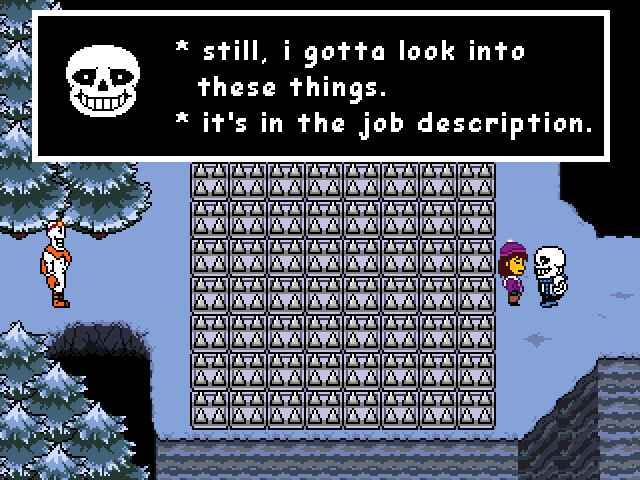 * still, i gotta look into
these things.
* it's in the job description.